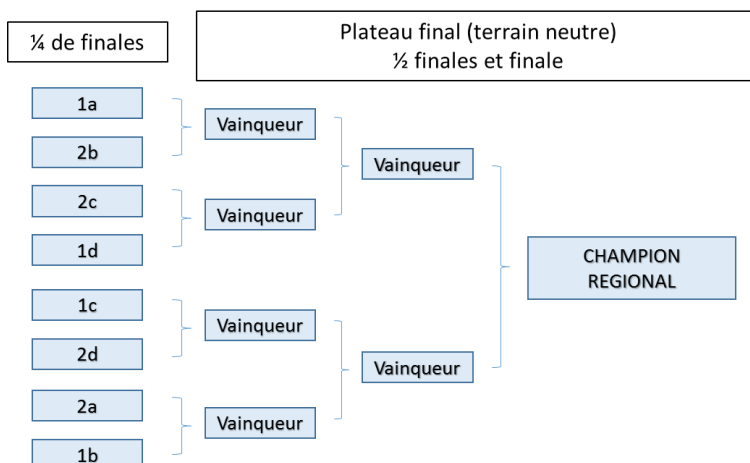 ¼ de finales
Plateau final (terrain neutre)
½ finales et finale
1a
2b
2c
1d
1c
2d
2a
1b
Vainqueur
Vainqueur
Vainqueur
Vainqueur
Vainqueur
Vainqueur
CHAMPION
REGIONAL